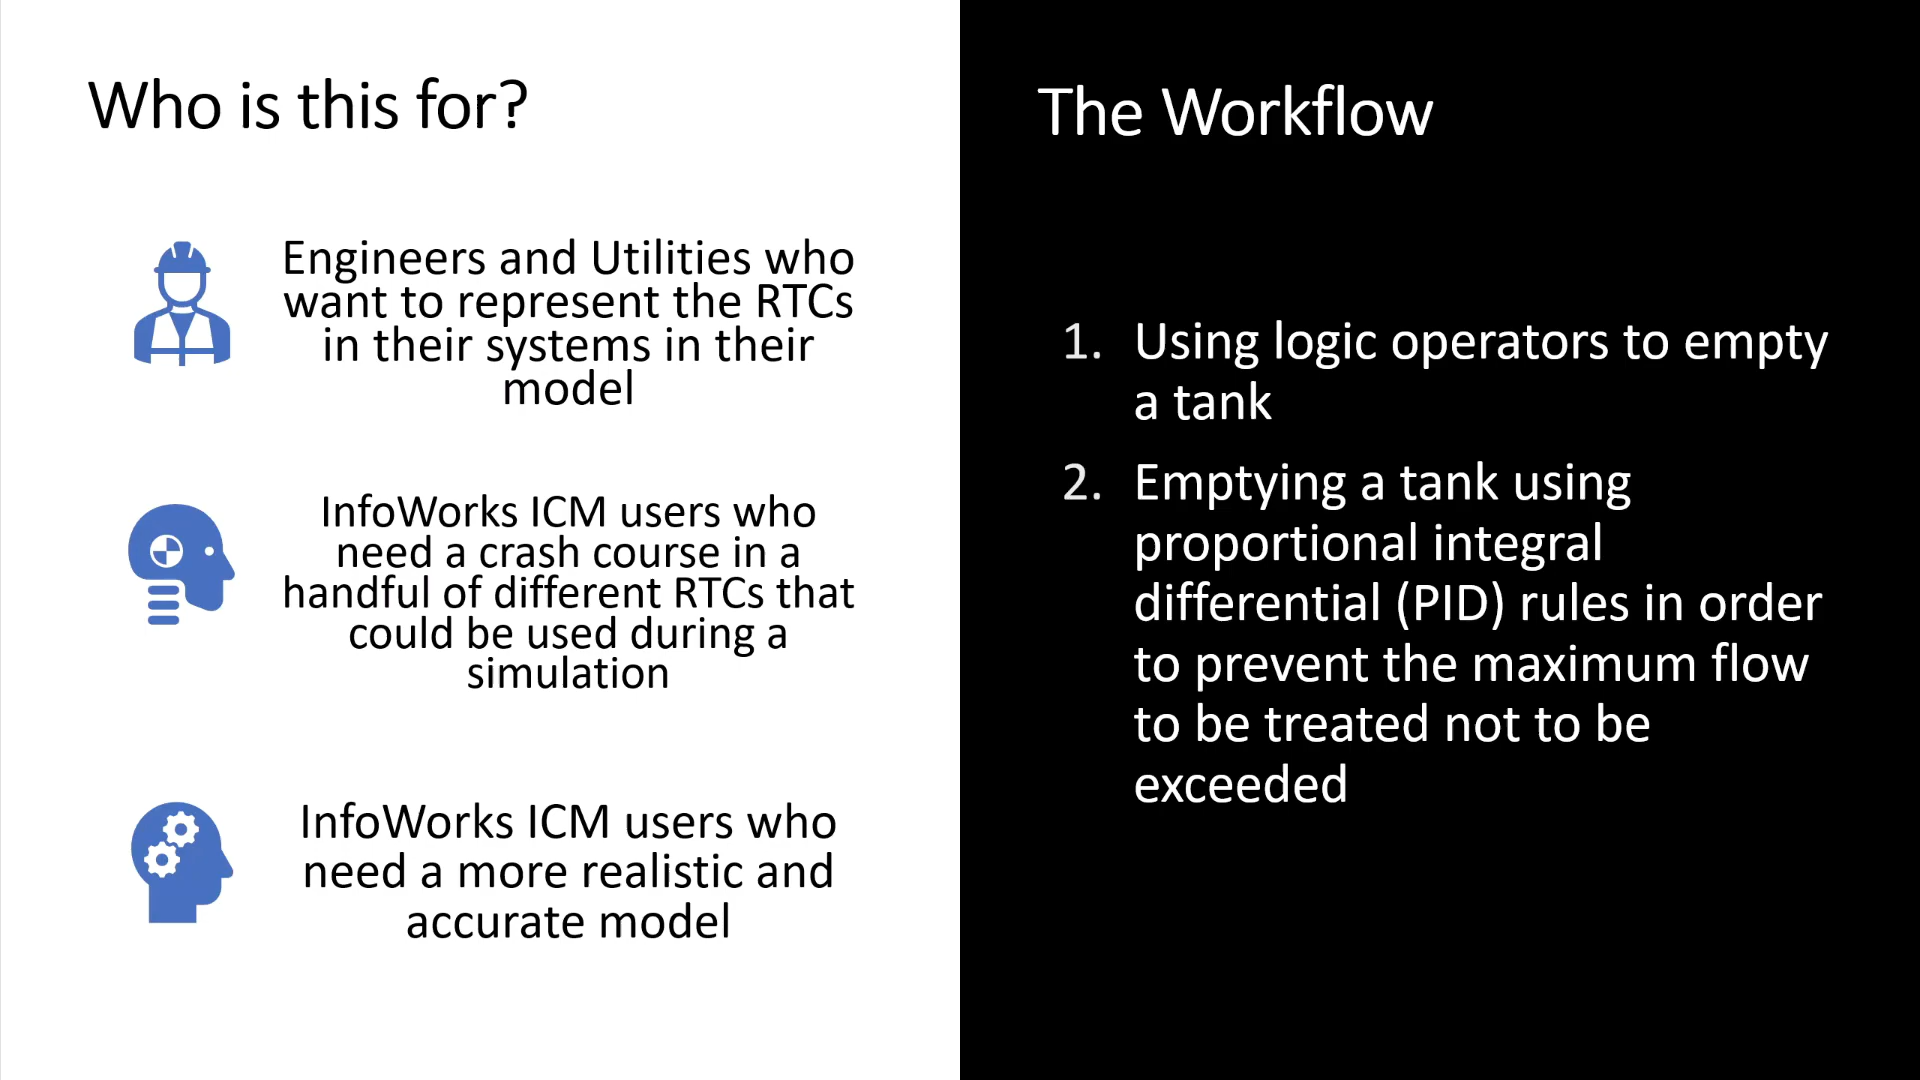 Who is this for?
Engineers and Utilities who
want to represent the RTCs
in their systems in their
model
InfoWorks ICM users who
need a crash course in a
handful of different RTCs that
could be used during a
simulation
InfoWorks ICM users who
need a more realistic and
accurate model
The Workflow
1. Using logic operators to empty
a tank
2. Emptying a tank using
proportional integral
differential (PID) rules in order
to prevent the maximum flow
to be treated not to be
exceeded